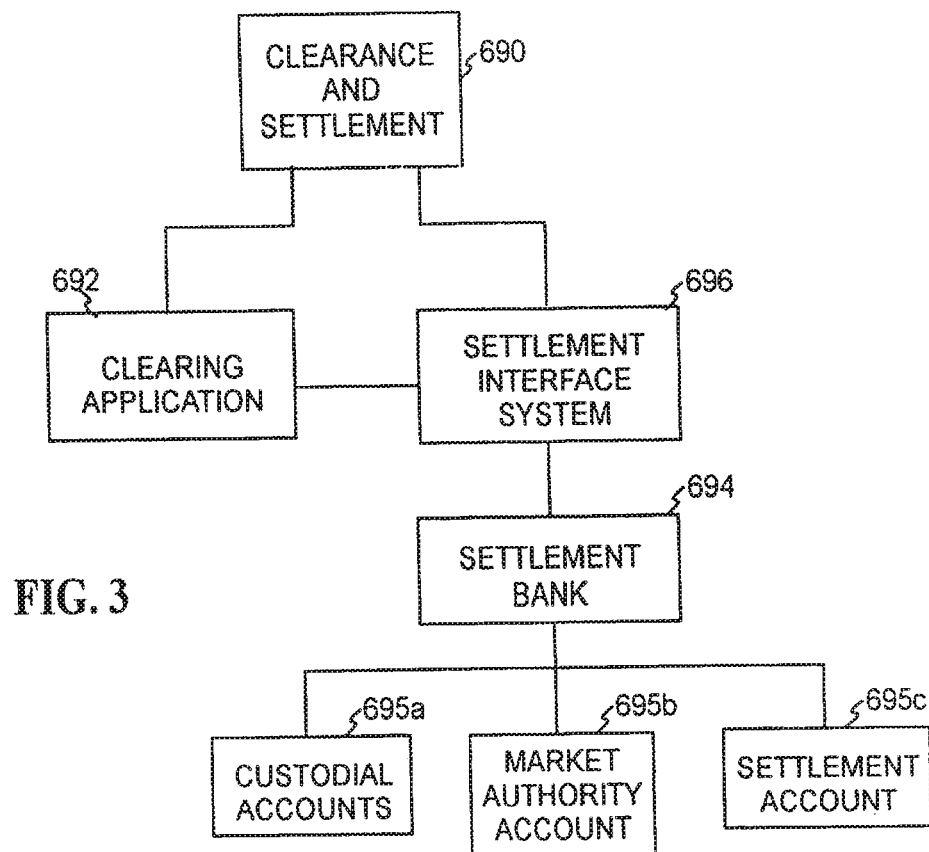 CLEARANCE
AND
SETTLEMENT
690
692
CLEARING
APPLICATION
696
SETTLEMENT
INTERFACE
SYSTEM
694
SETTLEMENT
BANK
FIG. 3
695a
CUSTODIAL
ACCOUNTS
695b
MARKET
AUTHORITY
ACCOUNT
695c
SETTLEMENT
ACCOUNT